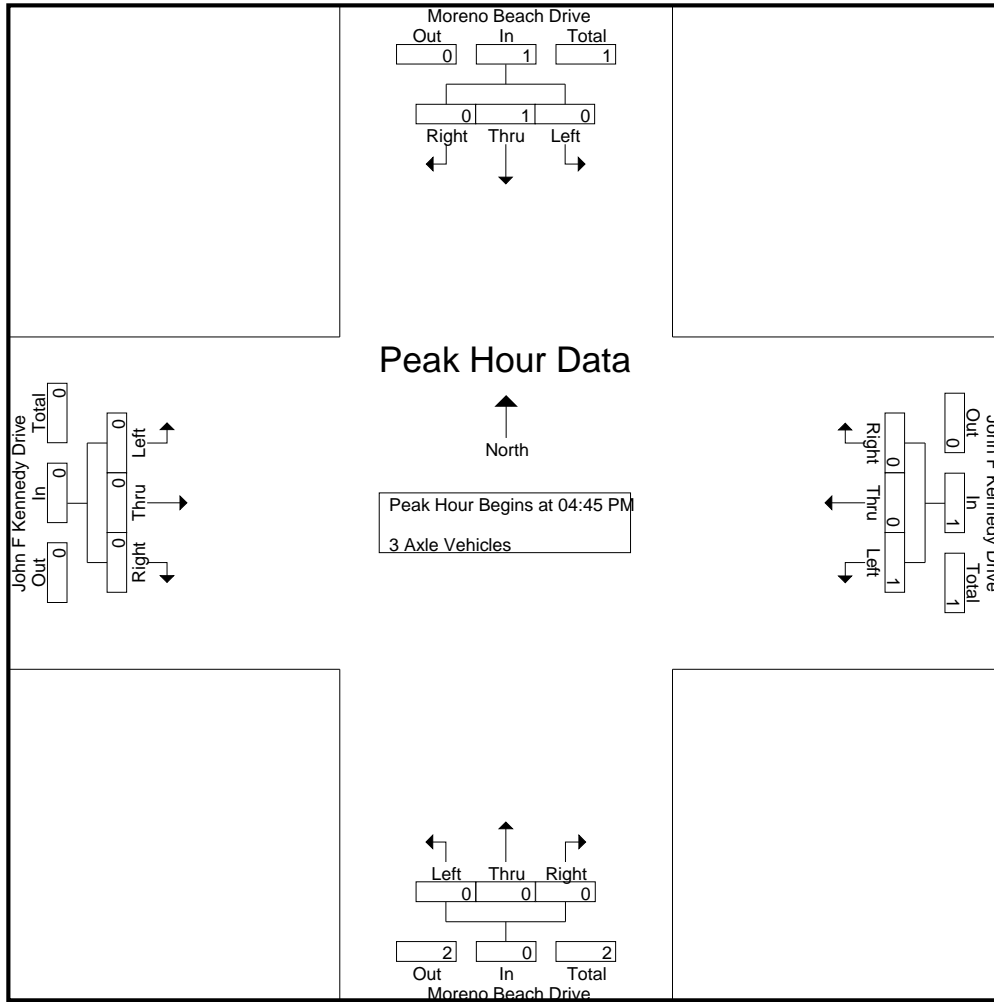 Moreno Beach Drive
Out In Total
0 1 1
0 1 0
Right Thru Left
Peak Hour Data
North
Peak Hour Begins at 04:45 PM
3 Axle Vehicles
John F Kennedy Drive
Out In Total
0 0 0
0 0 0
Left Thru Right
John F Kennedy Drive
Out In Total
0 1 1
0 0 1
Right Thru Left
Left Thru Right
0 0 0
2 0 2
Out In Total
Moreno Beach Drive